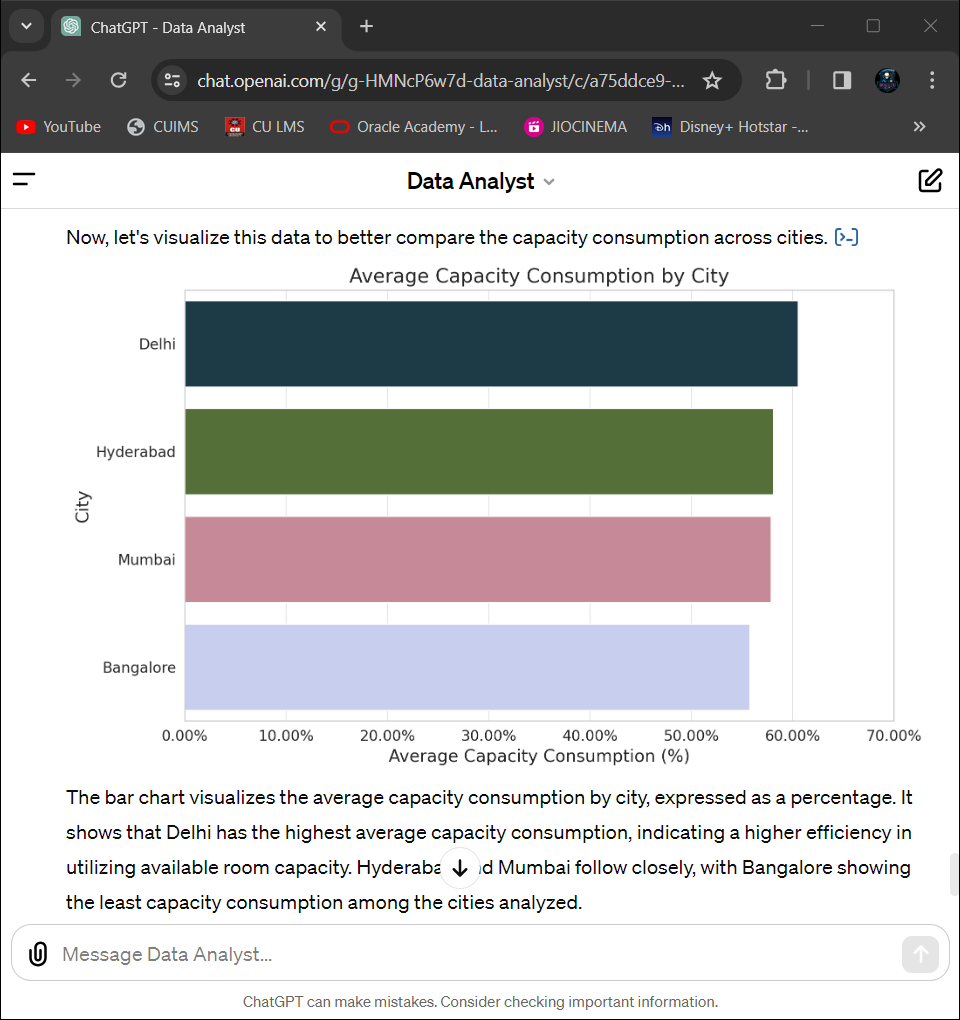 ChatGPT - Data Analyst
chat.openai.com/g/g-HMNcP6w7d-data-analyst/c/a75ddce9-...
YouTube
CUIMS
CU
CU LMS
Oracle Academy - L...
JIOCINEMA
Disney+ Hotstar -...
Data Analyst
Now, let's visualize this data to better compare the capacity consumption across cities. [>-]
Average Capacity Consumption by City
Delhi
Hyderabad
City
Mumbai
Bangalore
0.00% 10.00% 20.00% 30.00% 40.00% 50.00% 60.00% 70.00%
Average Capacity Consumption (%)
The bar chart visualizes the average capacity consumption by city, expressed as a percentage. It
shows that Delhi has the highest average capacity consumption, indicating a higher efficiency in
utilizing available room capacity. Mumbai follow closely, with Bangalore showing
the least capacity consumption among the cities analyzed.
Message Data Analyst...
ChatGPT can make mistakes. Consider checking important information.